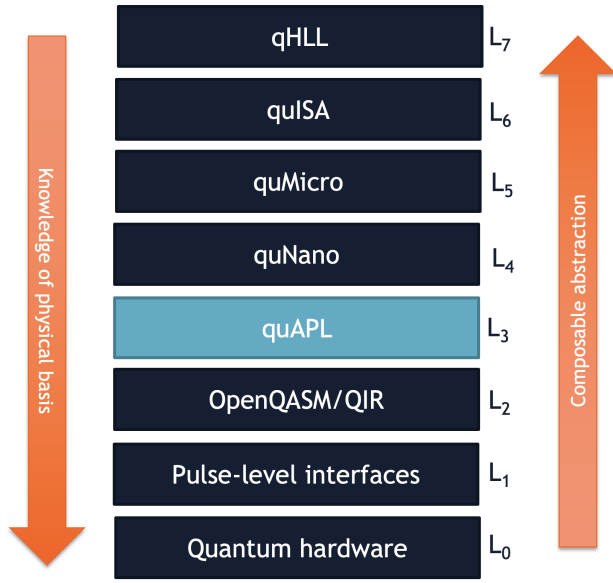 qHLL L₇
quISA L₆
quMicro L₅
quNano L₄
quAPL L₃
OpenQASM/QIR L₂
Pulse-level interfaces L₁
Quantum hardware L₀
Knowledge of
physical basis
Composable abstraction